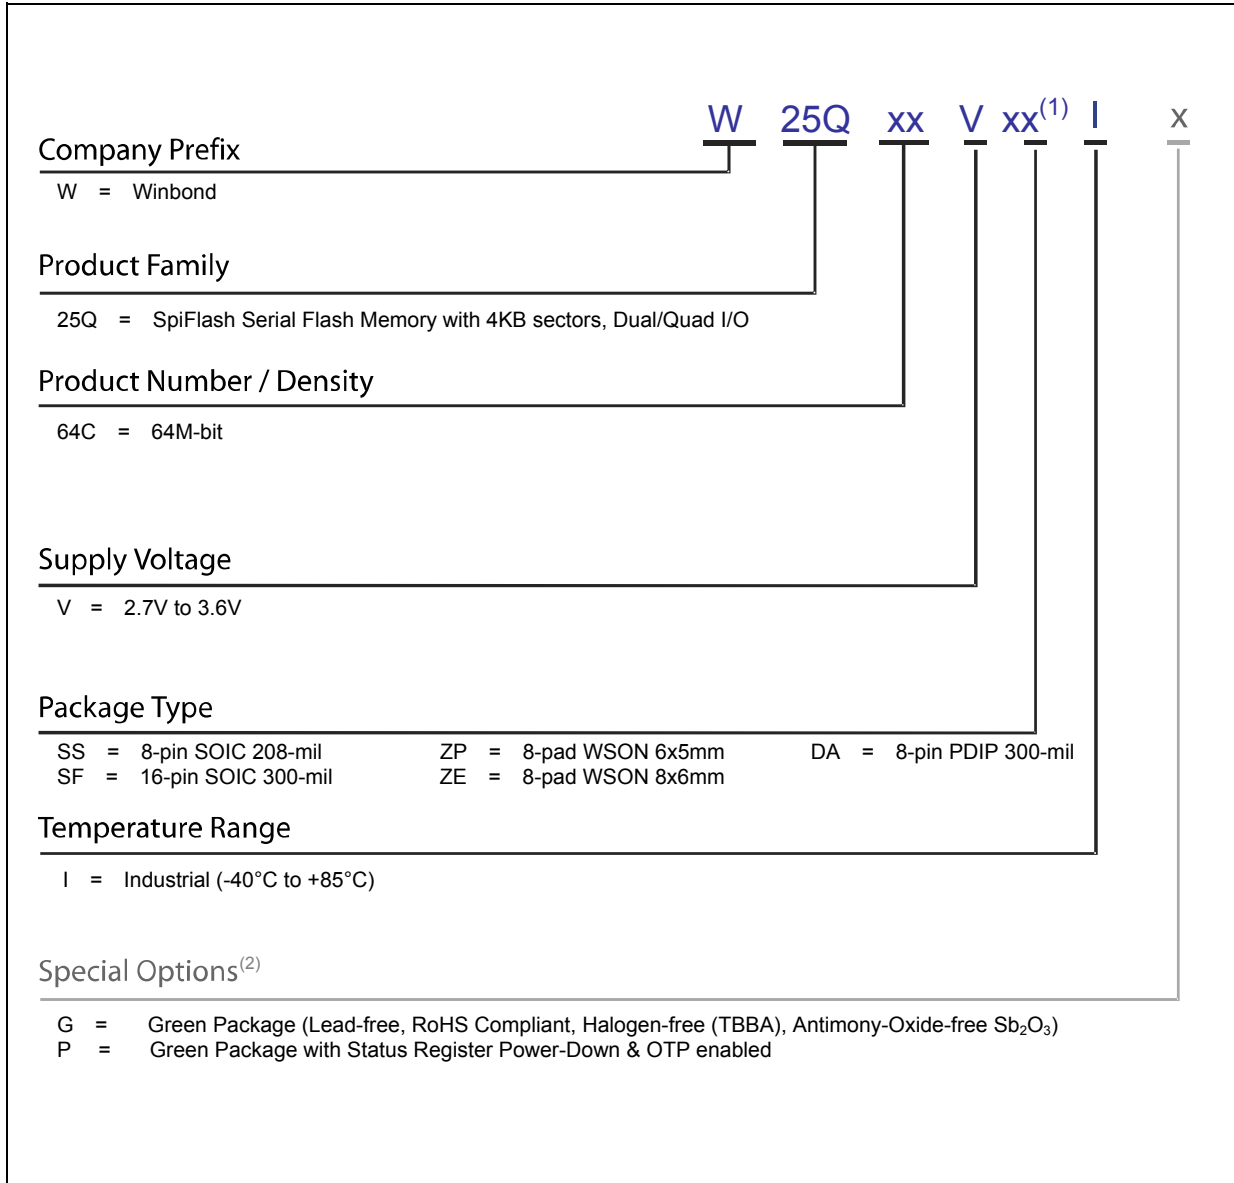 W 25Q xx V xx(1) I x
Company Prefix
W = Winbond
Product Family
25Q = SpiFlash Serial Flash Memory with 4KB sectors, Dual/Quad I/O
Product Number / Density
64C = 64M-bit
Supply Voltage
V = 2.7V to 3.6V
Package Type
SS = 8-pin SOIC 208-mil ZP = 8-pad WSON 6x5mm DA = 8-pin PDIP 300-mil
SF = 16-pin SOIC 300-mil ZE = 8-pad WSON 8x6mm
Temperature Range
I = Industrial (-40°C to +85°C)
Special Options(2)
G = Green Package (Lead-free, RoHS Compliant, Halogen-free (TBBA), Antimony-Oxide-free Sb₂O₃)
P = Green Package with Status Register Power-Down & OTP enabled